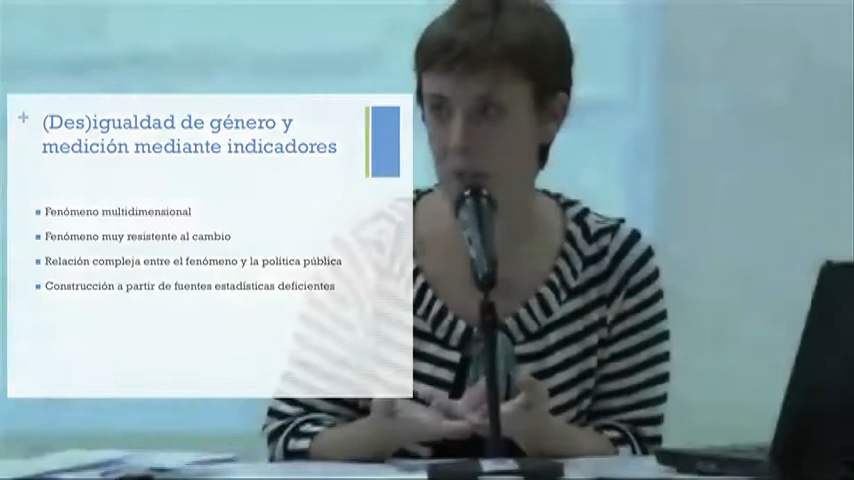 + (Des)igualdad de género y
medición mediante indicadores
Fenómeno multidimensional
Fenómeno muy resistente al cambio
Relación compleja entre el fenómeno y la política pública
Construcción a partir de fuentes estadísticas deficientes